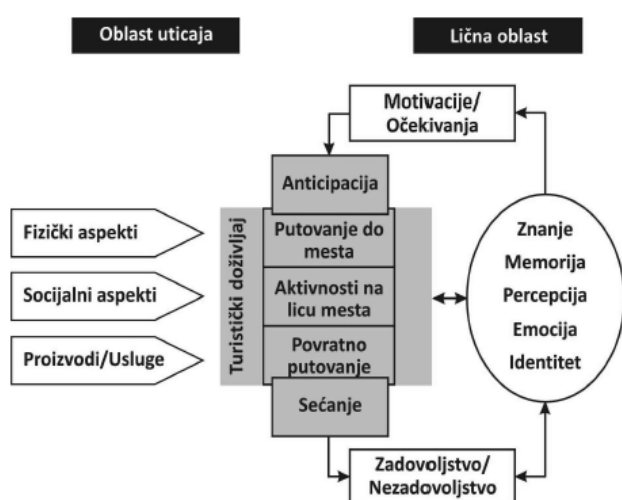 Oblast uticaja
Lična oblast
Motivacije/
Očekivanja
Anticipacija
Fizički aspekti
Socijalni aspekti
Proizvodi/Usluge
Turistički doživljaj
Putovanje do
mesta
Aktivnosti na
licu mesta
Povratno
putovanje
Sećanje
Znanje
Memorija
Percepcija
Emocija
Identitet
Zadovoljstvo/
Nezadovoljstvo